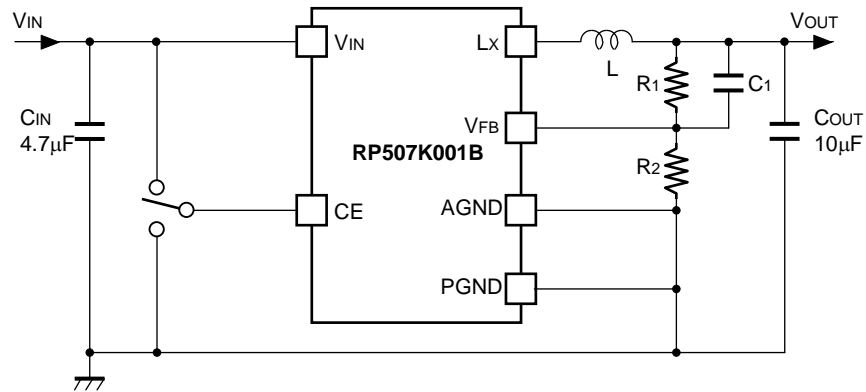 VIN
VOUT
VIN
LX
L
R1
C1
CIN
4.7μF
VFB
COUT
10μF
RP507K001B
R2
CE
AGND
PGND